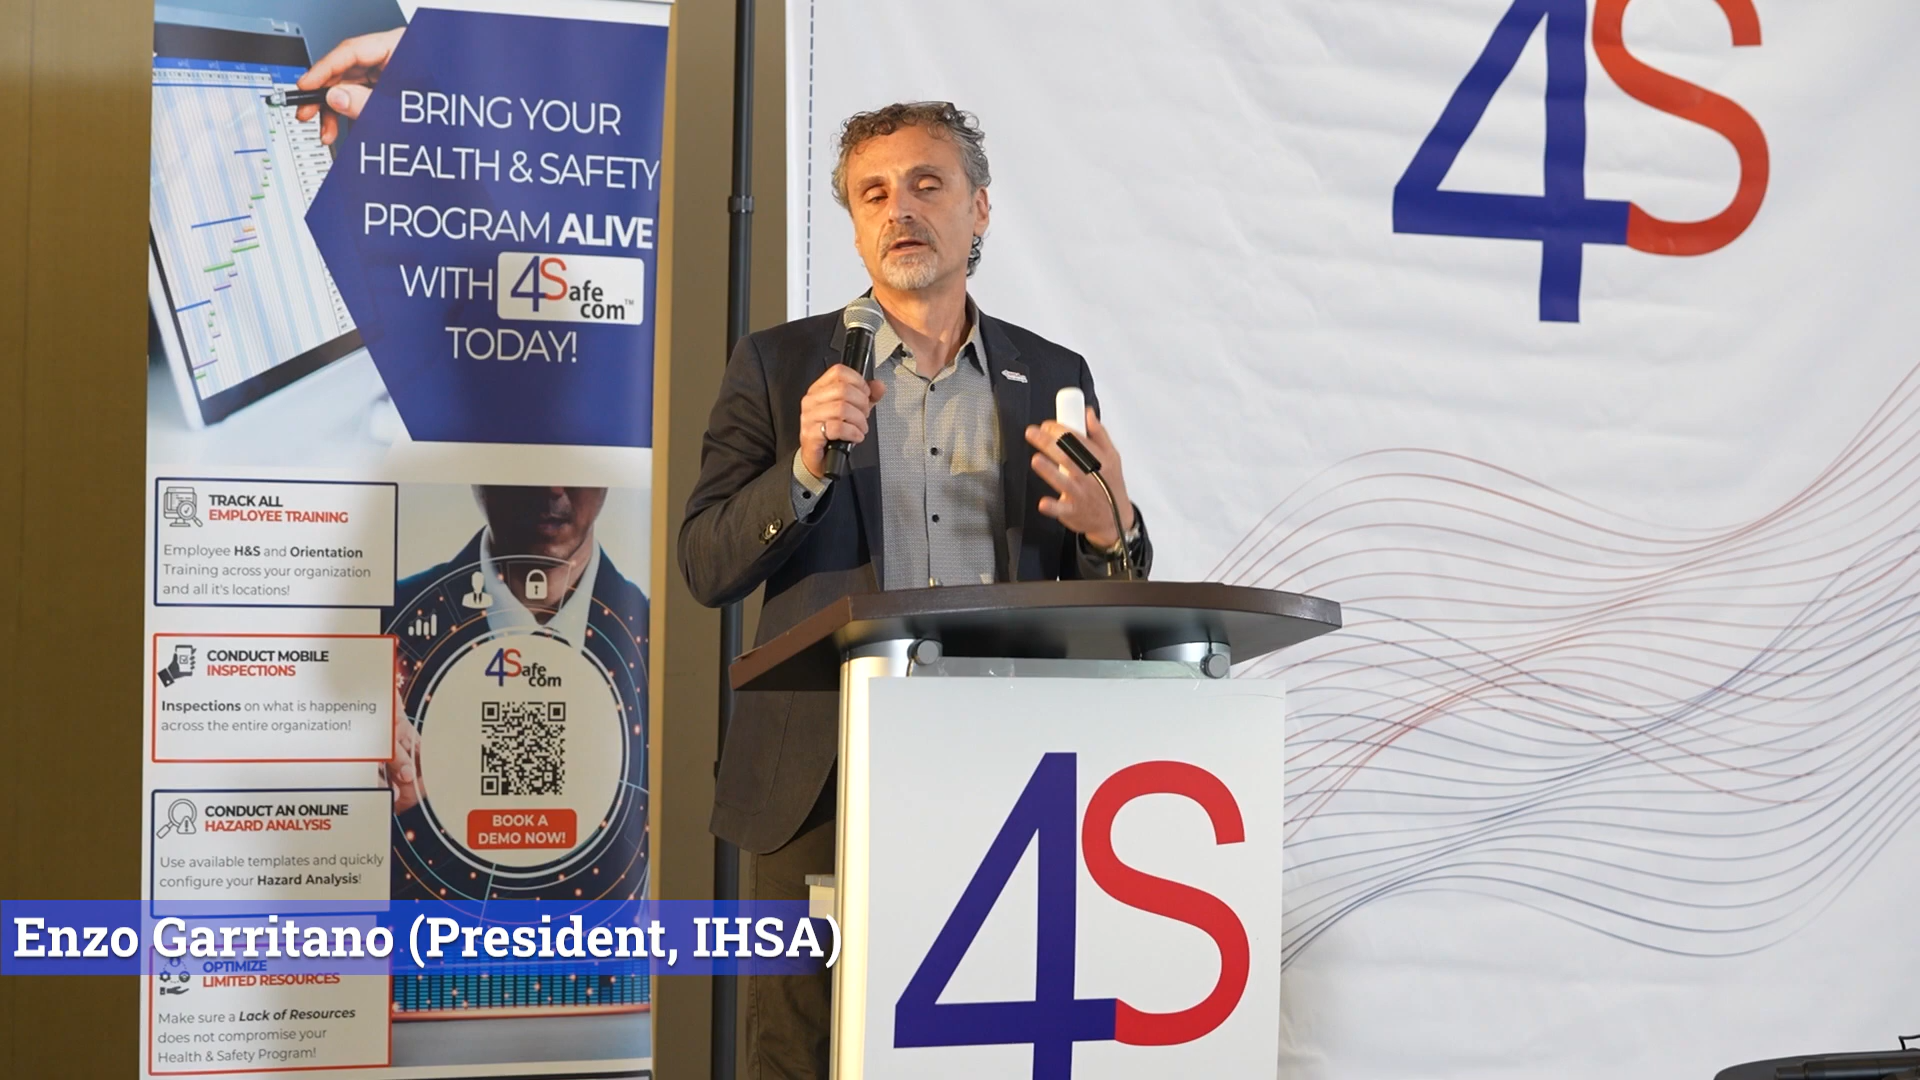 BRING YOUR
HEALTH & SAFETY
PROGRAM ALIVE
WITH 4Safe
com™
TODAY!
TRACK ALL
EMPLOYEE TRAINING
Employee H&S and Orientation
Training across your organization
and all it's locations!
CONDUCT MOBILE
INSPECTIONS
Inspections on what is happening
across the entire organization!
CONDUCT AN ONLINE
HAZARD ANALYSIS
Use available templates and quickly
configure your Hazard Analysis!
4Safe
com
BOOK A
DEMO NOW!
Enzo Garritano (President, IHSA)
OPTIMIZE
LIMITED RESOURCES
Make sure a Lack of Resources
does not compromise your
Health & Safety Program!
4S
4S